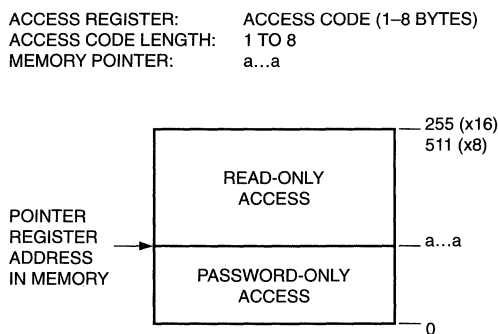 ACCESS REGISTER: ACCESS CODE (1–8 BYTES)
ACCESS CODE LENGTH: 1 TO 8
MEMORY POINTER: a...a
255 (x16)
511 (x8)
READ-ONLY
ACCESS
POINTER
REGISTER
ADDRESS
IN MEMORY
a...a
PASSWORD-ONLY
ACCESS
0